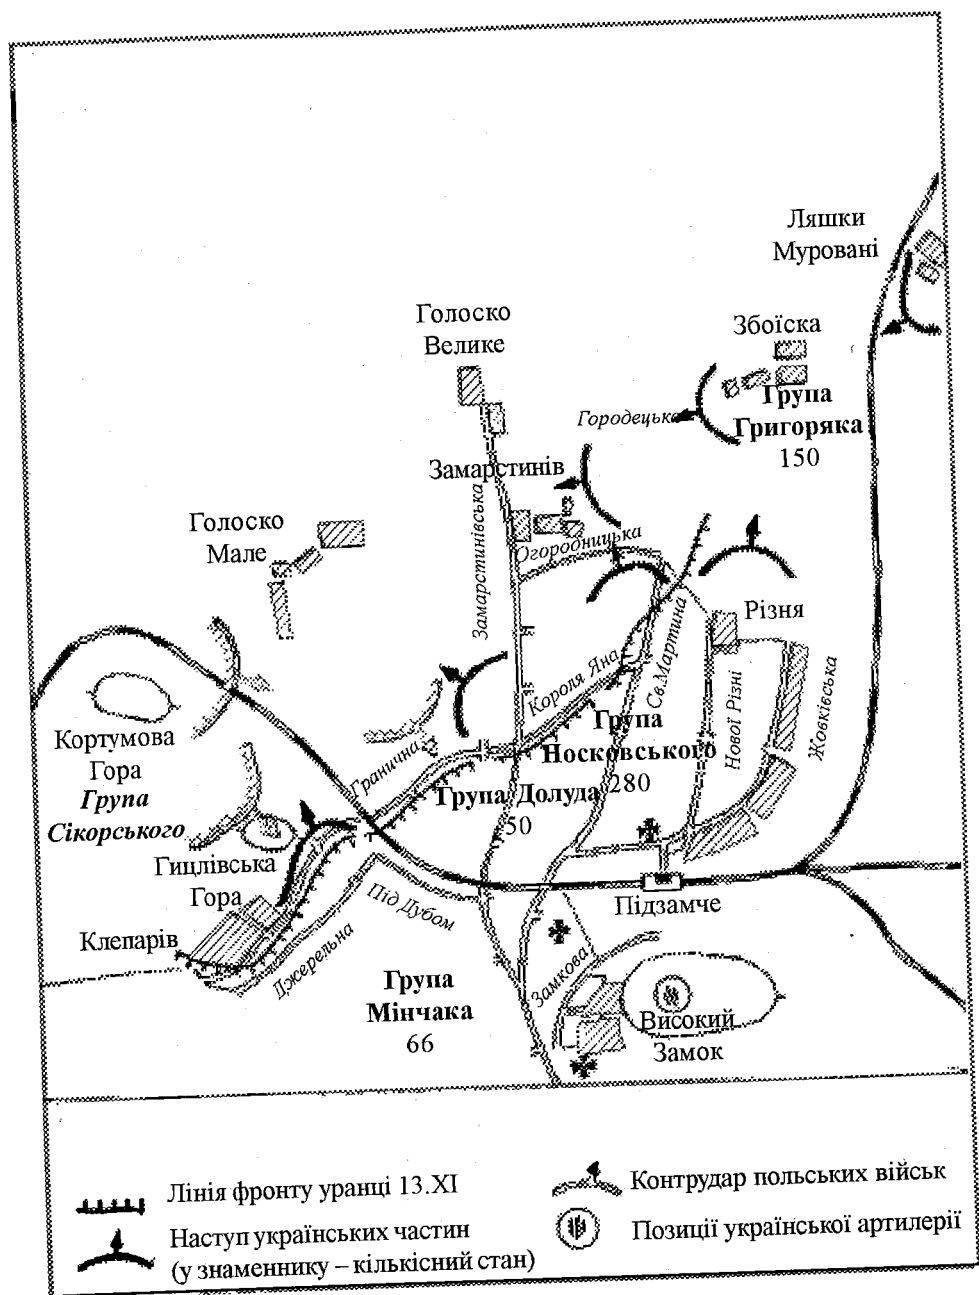 Ляшки
Муровані
Голоско
Велике
Збоїська
Група
Григоряка
150
Городецька
Замарстинів
Замарстинівська
Огородницька
Голоско
Мале
Різня
Св.Мартина
Короля Яна
Нової Різні
Жовківська
Група
Носковського
280
Кортумова
Гора
Група
Сікорського
Гранична
Група Долуда
50
Гицлівська
Гора
Під Дубом
Підзамче
Клепарів
Джерельна
Замкова
Група
Мінчака
66
Високий
Замок
Лінія фронту уранці 13.XI
Наступ українських частин
(у знаменнику – кількісний стан)
Контрудар польських військ
Позиції української артилерії